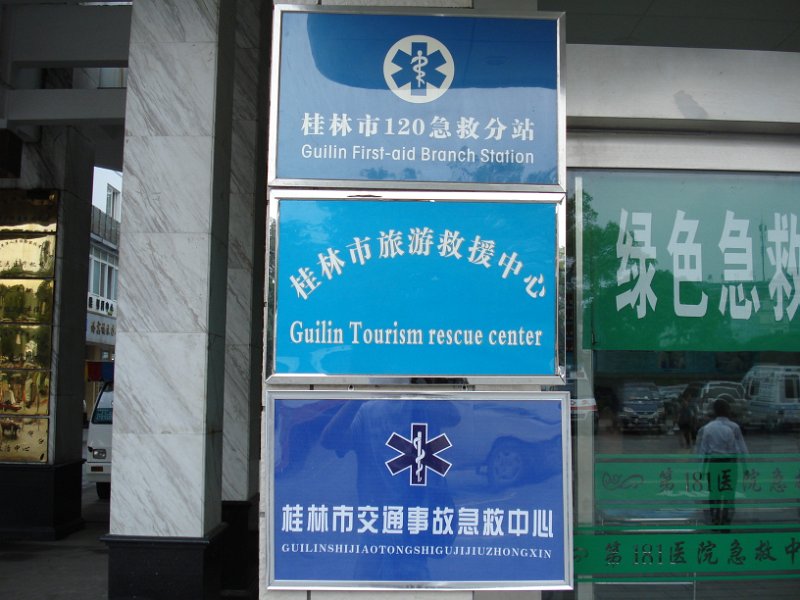 桂林市120急救分站
Guilin First-aid Branch Station
桂林市旅游救援中心
Guilin Tourism rescue center
桂林市交通事故急救中心
GUILINSHIJIAOTONGSHIGUJIJIUZHONGXIN
绿色急救
第181医院急
第181医院急救中